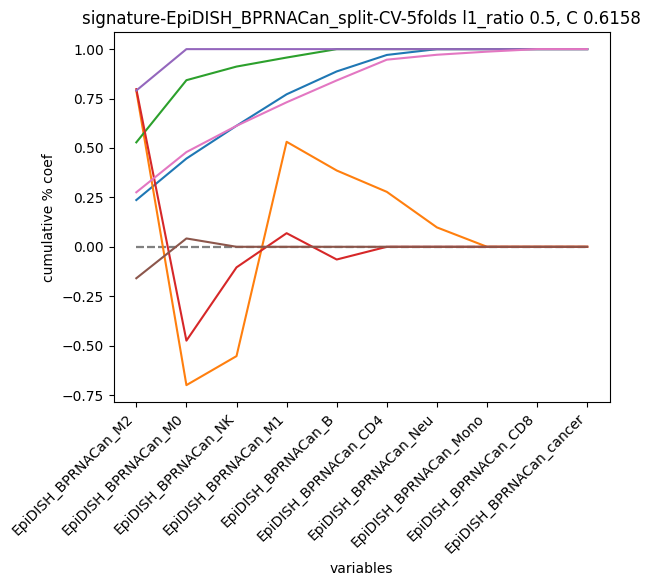 signature-EpiDISH_BPRNACan_split-CV-5folds l1_ratio 0.5, C 0.6158
cumulative % coef
1.00
0.75
0.50
0.25
0.00
−0.25
−0.50
−0.75
EpiDISH_BPRNACan_M2
EpiDISH_BPRNACan_M0
EpiDISH_BPRNACan_NK
EpiDISH_BPRNACan_M1
EpiDISH_BPRNACan_B
EpiDISH_BPRNACan_CD4
EpiDISH_BPRNACan_Neu
EpiDISH_BPRNACan_Mono
EpiDISH_BPRNACan_CD8
EpiDISH_BPRNACan_cancer
variables